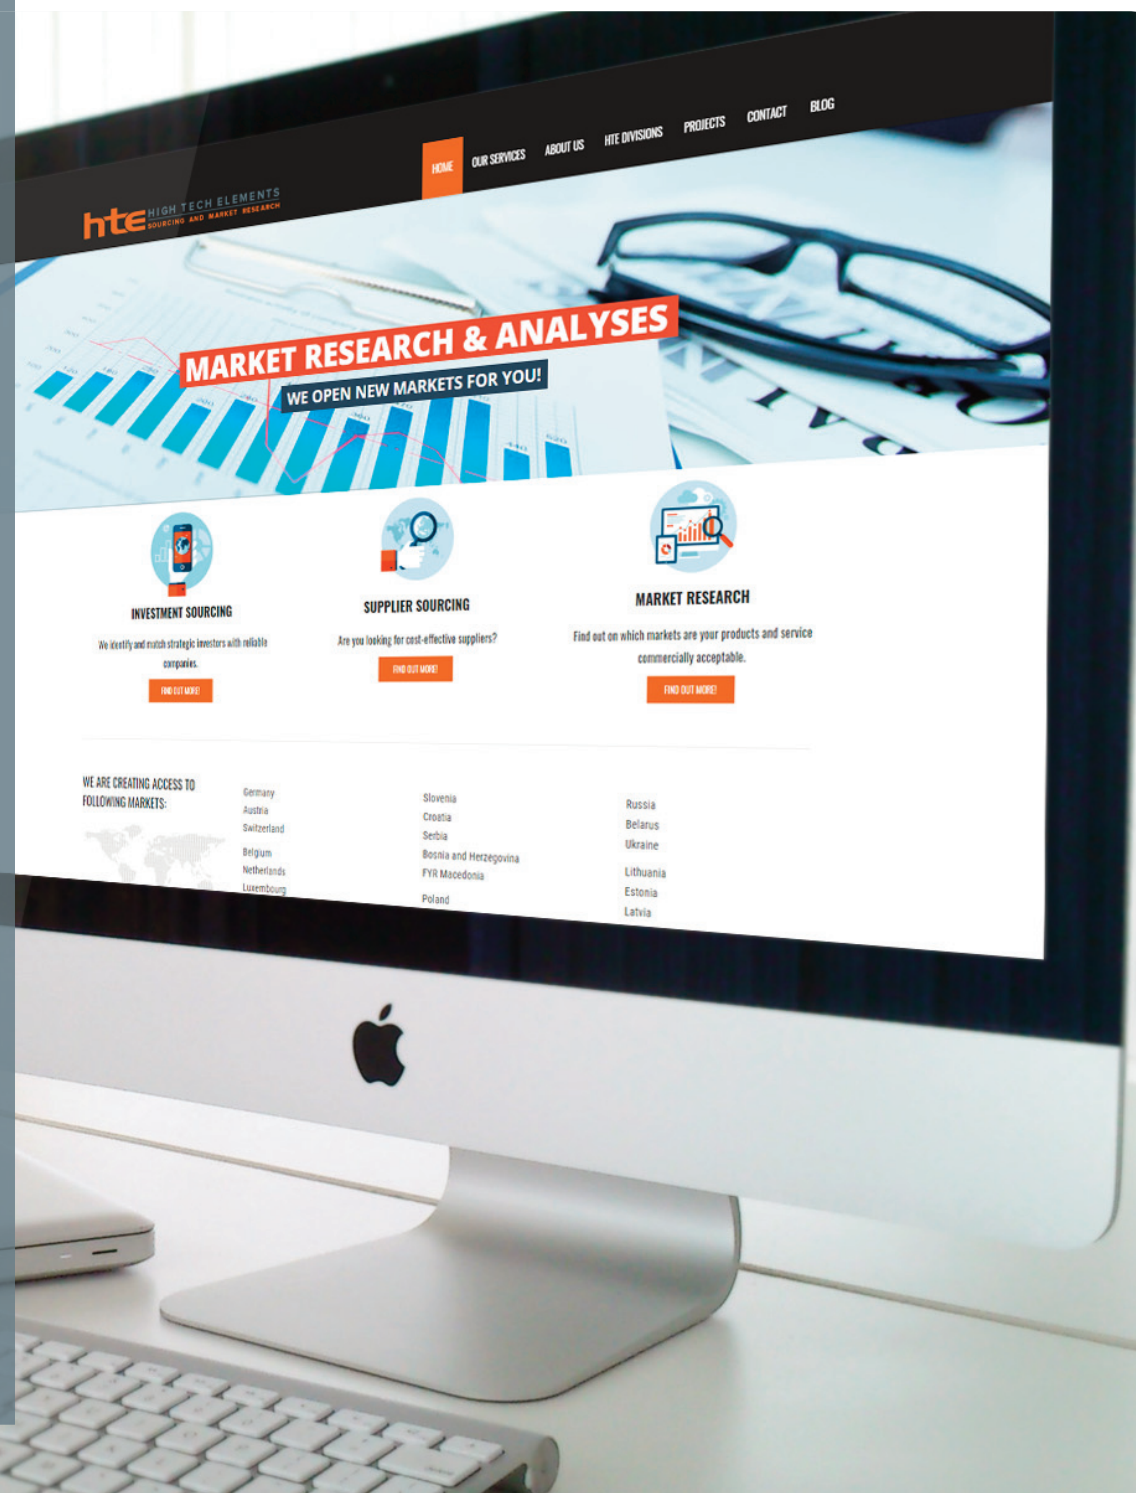 HOME
OUR SERVICES
ABOUT US
HTE DIVISIONS
PROJECTS
CONTACT
BLOG
hte HIGH TECH ELEMENTS
SOURCING AND MARKET RESEARCH
MARKET RESEARCH & ANALYSES
WE OPEN NEW MARKETS FOR YOU!
INVESTMENT SOURCING
We identify and match strategic investors with reliable
companies.
FIND OUT MORE!
SUPPLIER SOURCING
Are you looking for cost-effective suppliers?
FIND OUT MORE!
MARKET RESEARCH
Find out on which markets are your products and service
commercially acceptable.
FIND OUT MORE!
WE ARE CREATING ACCESS TO
FOLLOWING MARKETS:
Germany
Austria
Switzerland
Belgium
Netherlands
Luxembourg
Slovenia
Croatia
Serbia
Bosnia and Herzegovina
FYR Macedonia
Poland
Russia
Belarus
Ukraine
Lithuania
Estonia
Latvia